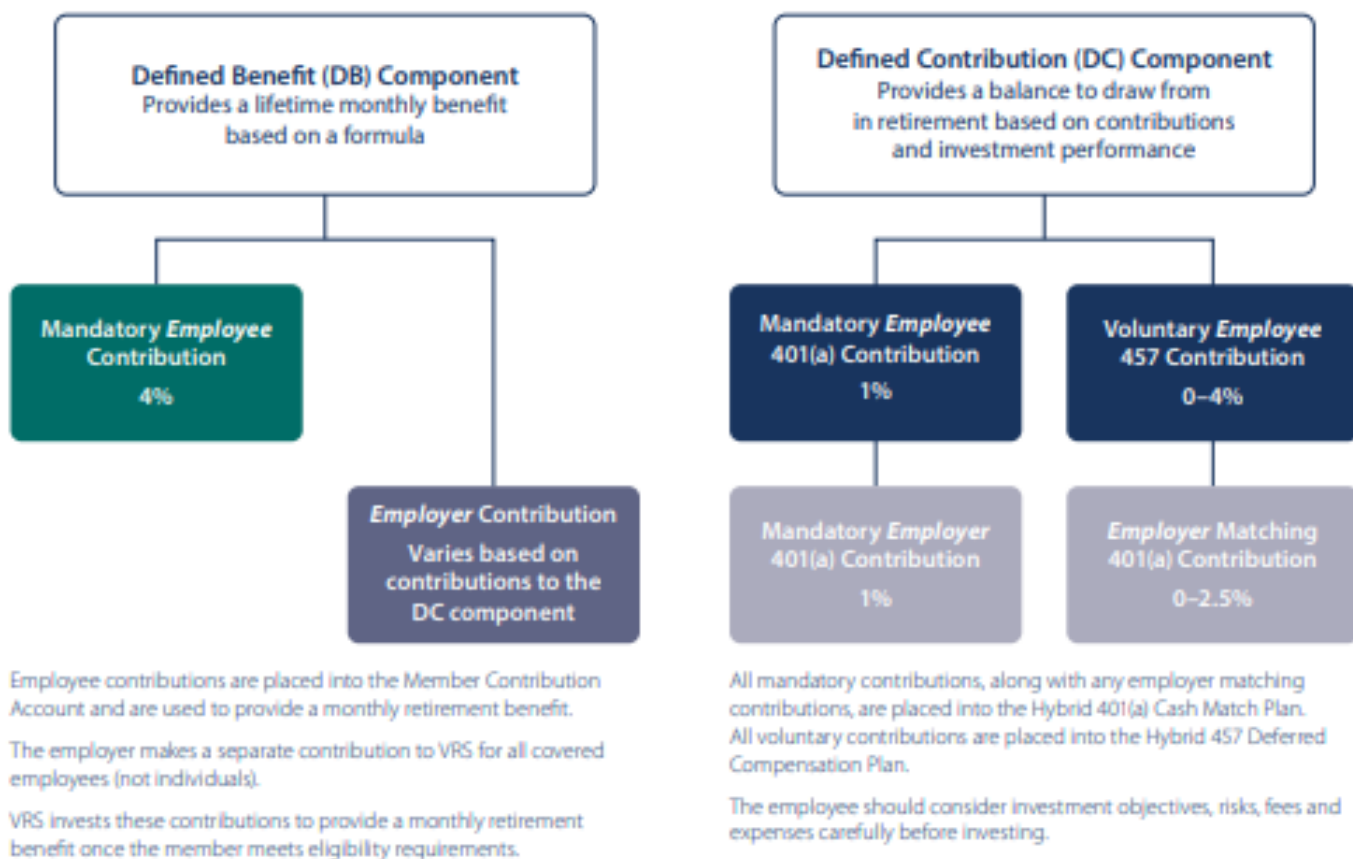 Defined Benefit (DB) Component
Provides a lifetime monthly benefit
based on a formula
Mandatory Employee
Contribution
4%
Employer Contribution
Varies based on
contributions to the
DC component
Employee contributions are placed into the Member Contribution
Account and are used to provide a monthly retirement benefit.
The employer makes a separate contribution to VRS for all covered
employees (not individuals).
VRS invests these contributions to provide a monthly retirement
benefit once the member meets eligibility requirements.
Defined Contribution (DC) Component
Provides a balance to draw from
in retirement based on contributions
and investment performance
Mandatory Employee
401(a) Contribution
1%
Voluntary Employee
457 Contribution
0–4%
Mandatory Employer
401(a) Contribution
1%
Employer Matching
401(a) Contribution
0–2.5%
All mandatory contributions, along with any employer matching
contributions, are placed into the Hybrid 401(a) Cash Match Plan.
All voluntary contributions are placed into the Hybrid 457 Deferred
Compensation Plan.
The employee should consider investment objectives, risks, fees and
expenses carefully before investing.